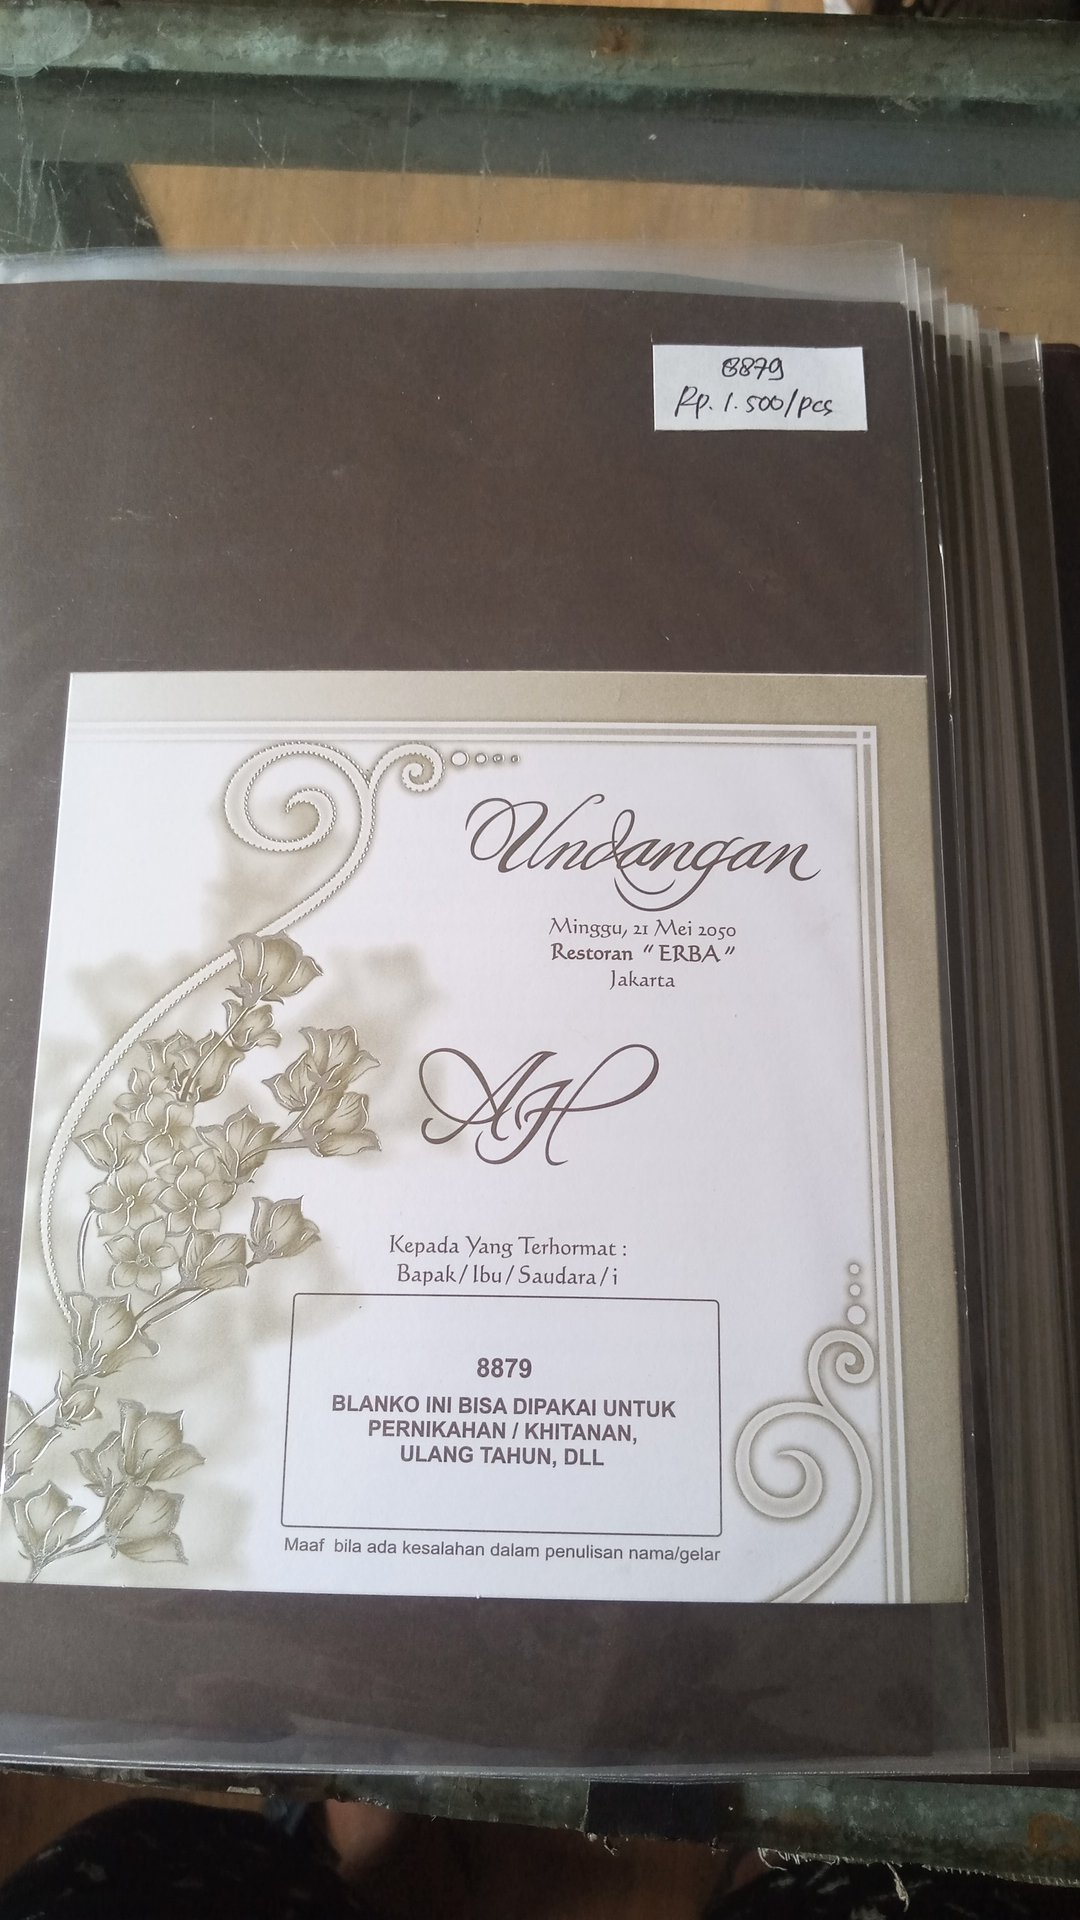 8879
Rp. 1.500/pcs
Undangan
Minggu, 21 Mei 2050
Restoran “ ERBA ”
Jakarta
AH
Kepada Yang Terhormat :
Bapak / Ibu / Saudara / i
8879
BLANKO INI BISA DIPAKAI UNTUK
PERNIKAHAN / KHITANAN,
ULANG TAHUN, DLL
Maaf bila ada kesalahan dalam penulisan nama/gelar